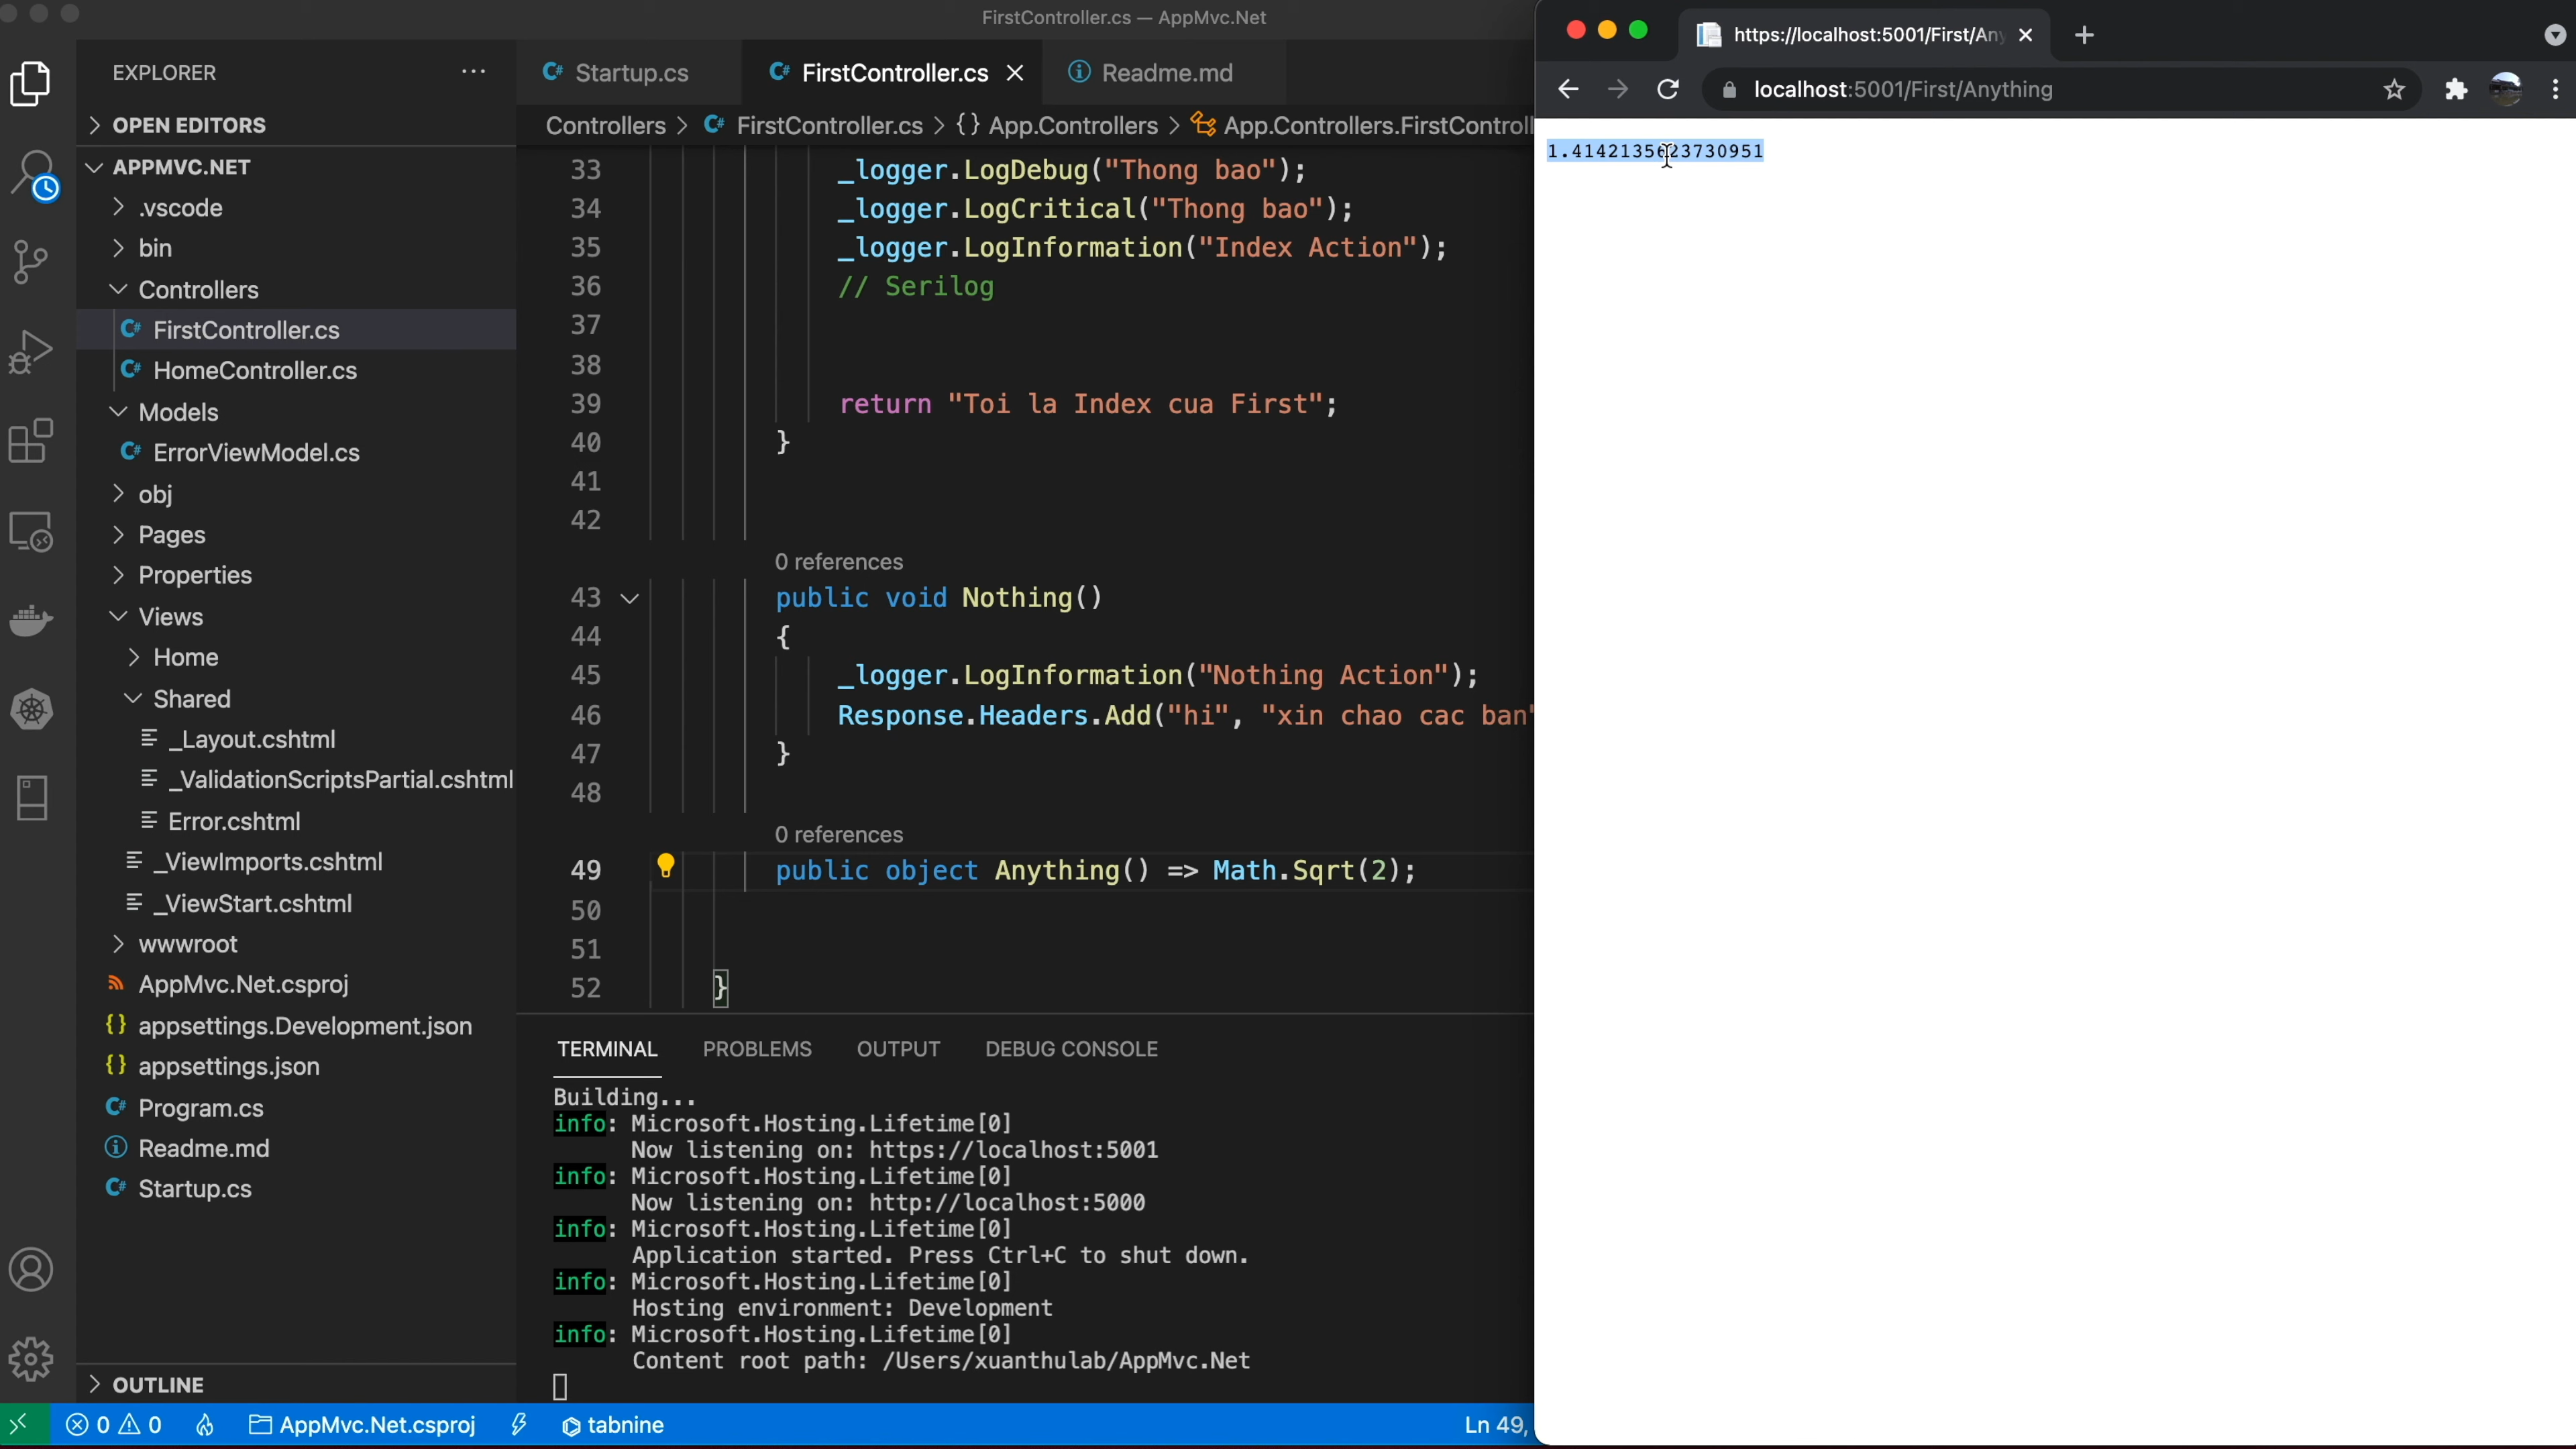 FirstController.cs — AppMvc.Net
EXPLORER
OPEN EDITORS
APPMVC.NET
.vscode
bin
Controllers
FirstController.cs
HomeController.cs
Models
ErrorViewModel.cs
obj
Pages
Properties
Views
Home
Shared
_Layout.cshtml
_ValidationScriptsPartial.cshtml
Error.cshtml
_ViewImports.cshtml
_ViewStart.cshtml
wwwroot
AppMvc.Net.csproj
appsettings.Development.json
appsettings.json
Program.cs
Readme.md
Startup.cs
OUTLINE
Startup.cs FirstController.cs Readme.md
Controllers > FirstController.cs > {} App.Controllers > App.Controllers.FirstControll
33 _logger.LogDebug("Thong bao");
34 _logger.LogCritical("Thong bao");
35 _logger.LogInformation("Index Action");
36 // Serilog
37
38
39 return "Toi la Index cua First";
40 }
41
42
0 references
43 public void Nothing()
44 {
45 _logger.LogInformation("Nothing Action");
46 Response.Headers.Add("hi", "xin chao cac ban"
47 }
48
0 references
49 public object Anything() => Math.Sqrt(2);
50
51
52 }
TERMINAL PROBLEMS OUTPUT DEBUG CONSOLE
Building...
info: Microsoft.Hosting.Lifetime[0]
Now listening on: https://localhost:5001
info: Microsoft.Hosting.Lifetime[0]
Now listening on: http://localhost:5000
info: Microsoft.Hosting.Lifetime[0]
Application started. Press Ctrl+C to shut down.
info: Microsoft.Hosting.Lifetime[0]
Hosting environment: Development
info: Microsoft.Hosting.Lifetime[0]
Content root path: /Users/xuanthulab/AppMvc.Net
0 0 AppMvc.Net.csproj tabnine Ln 49,
https://localhost:5001/First/Any
localhost:5001/First/Anything
1.4142135623730951